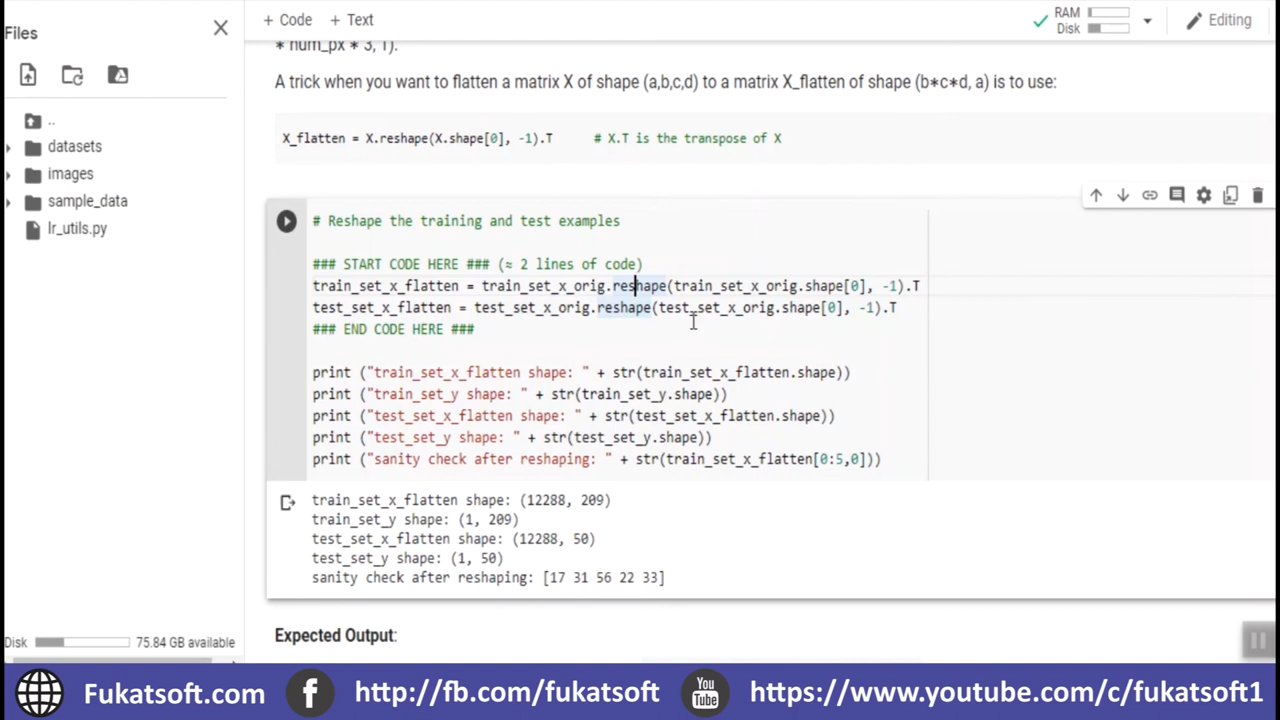 Files
+ Code + Text
RAM
Disk
Editing
* num_px * 3, 1).
A trick when you want to flatten a matrix X of shape (a,b,c,d) to a matrix X_flatten of shape (b*c*d, a) is to use:
X_flatten = X.reshape(X.shape[0], -1).T # X.T is the transpose of X
..
datasets
images
sample_data
lr_utils.py
# Reshape the training and test examples
### START CODE HERE ### (≈ 2 lines of code)
train_set_x_flatten = train_set_x_orig.reshape(train_set_x_orig.shape[0], -1).T
test_set_x_flatten = test_set_x_orig.reshape(test_set_x_orig.shape[0], -1).T
### END CODE HERE ###
print ("train_set_x_flatten shape: " + str(train_set_x_flatten.shape))
print ("train_set_y shape: " + str(train_set_y.shape))
print ("test_set_x_flatten shape: " + str(test_set_x_flatten.shape))
print ("test_set_y shape: " + str(test_set_y.shape))
print ("sanity check after reshaping: " + str(train_set_x_flatten[0:5,0]))
train_set_x_flatten shape: (12288, 209)
train_set_y shape: (1, 209)
test_set_x_flatten shape: (12288, 50)
test_set_y shape: (1, 50)
sanity check after reshaping: [17 31 56 22 33]
Expected Output:
Disk 75.84 GB available
Fukatsoft.com
http://fb.com/fukatsoft
You Tube
https://www.youtube.com/c/fukatsoft1